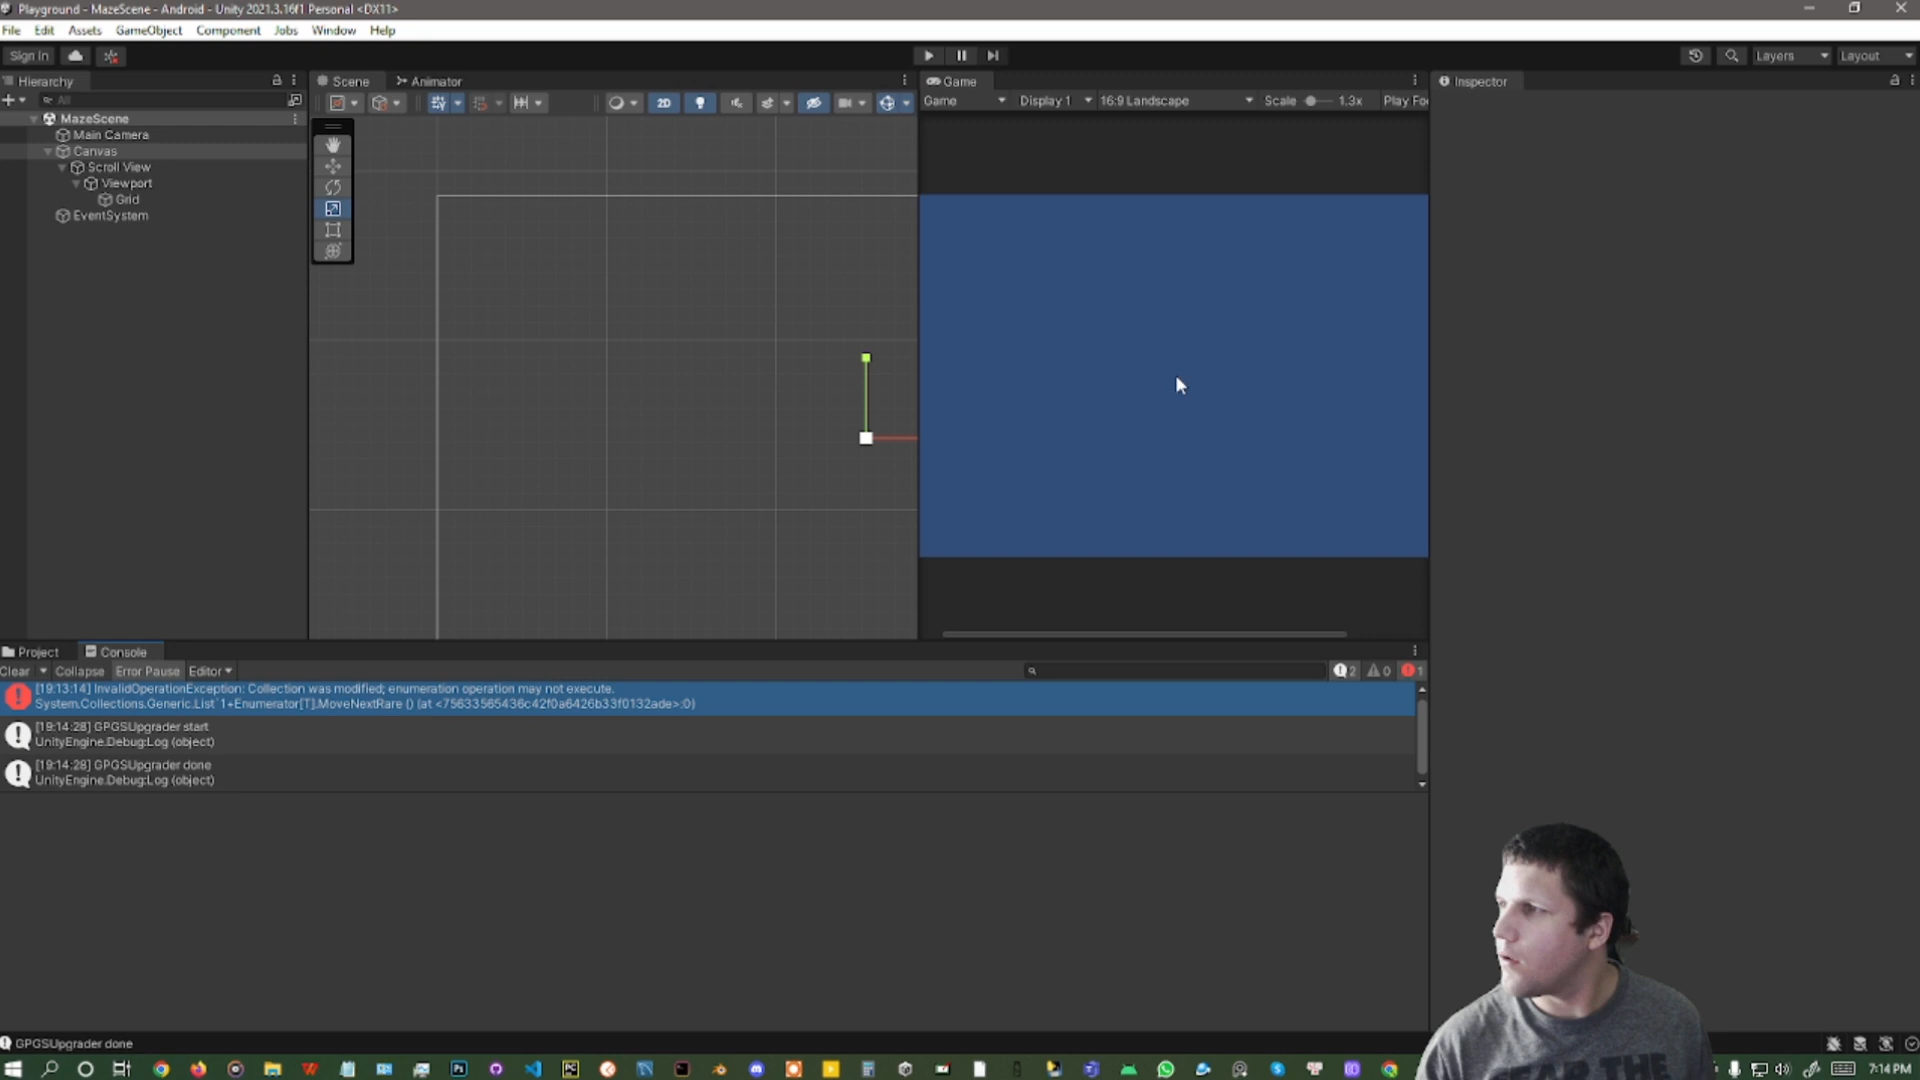 Playground - MazeScene - Android - Unity 2021.3.16f1 Personal <DX11>
File Edit Assets GameObject Component Jobs Window Help
Sign in
Layers Layout
Hierarchy
Scene Animator
Game
Inspector
All
2D
Game Display 1 16:9 Landscape Scale 1.3x Play Fo
MazeScene
Main Camera
Canvas
Scroll View
Viewport
Grid
EventSystem
Project Console
Clear Collapse Error Pause Editor
2 0 1
[19:13:14] InvalidOperationException: Collection was modified; enumeration operation may not execute.
System.Collections.Generic.List`1+Enumerator[T].MoveNextRare () (at <75633565436c42f0a6426b33f0132ade>:0)
[19:14:28] GPGSUpgrader start
UnityEngine.Debug:Log (object)
[19:14:28] GPGSUpgrader done
UnityEngine.Debug:Log (object)
GPGSUpgrader done
GEAR THE
7:14 PM